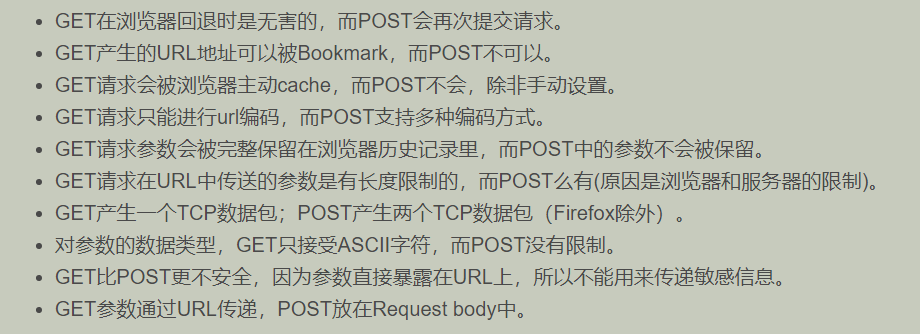 GET在浏览器回退时是无害的，而POST会再次提交请求。
GET产生的URL地址可以被Bookmark，而POST不可以。
GET请求会被浏览器主动cache，而POST不会，除非手动设置。
GET请求只能进行url编码，而POST支持多种编码方式。
GET请求参数会被完整保留在浏览器历史记录里，而POST中的参数不会被保留。
GET请求在URL中传送的参数是有长度限制的，而POST么有(原因是浏览器和服务器的限制)。
GET产生一个TCP数据包；POST产生两个TCP数据包（Firefox除外）。
对参数的数据类型，GET只接受ASCII字符，而POST没有限制。
GET比POST更不安全，因为参数直接暴露在URL上，所以不能用来传递敏感信息。
GET参数通过URL传递，POST放在Request body中。